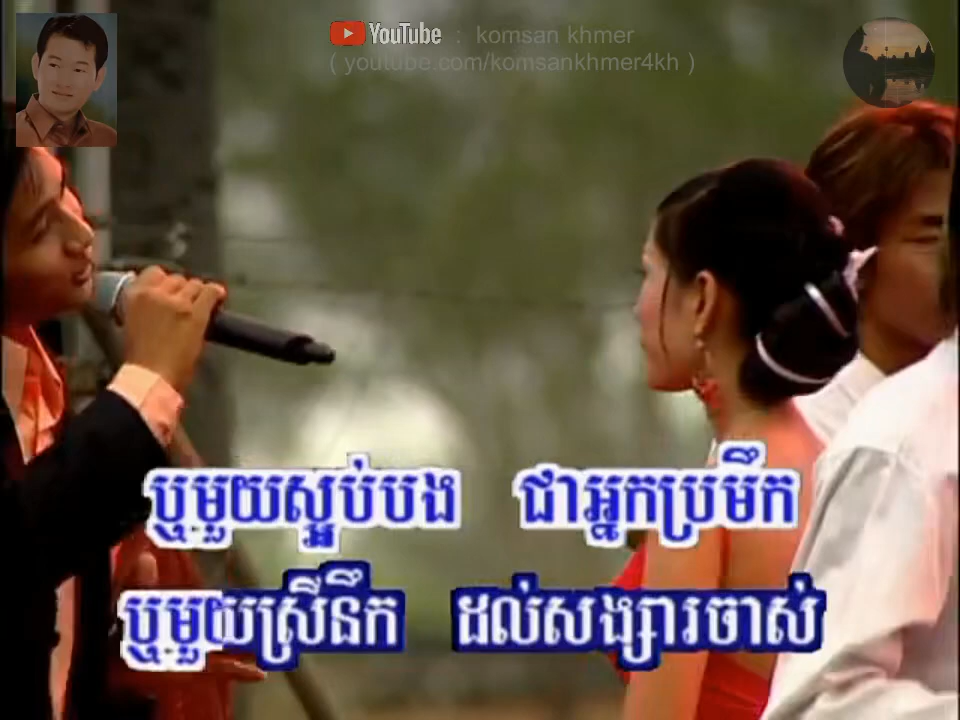 YouTube : komsan khmer
( youtube.com/komsankhmer4kh )
ឬមួយស្អប់បង ជាអ្នកប្រមឹក
ឬមួយស្រីនឹក ដល់សង្សារចាស់